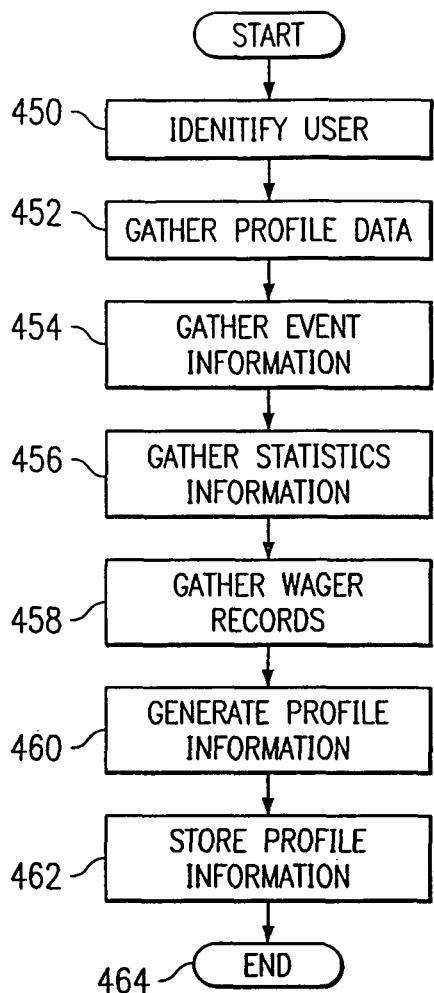 START
450
IDENITIFY USER
452
GATHER PROFILE DATA
454
GATHER EVENT
INFORMATION
456
GATHER STATISTICS
INFORMATION
458
GATHER WAGER
RECORDS
460
GENERATE PROFILE
INFORMATION
462
STORE PROFILE
INFORMATION
464
END